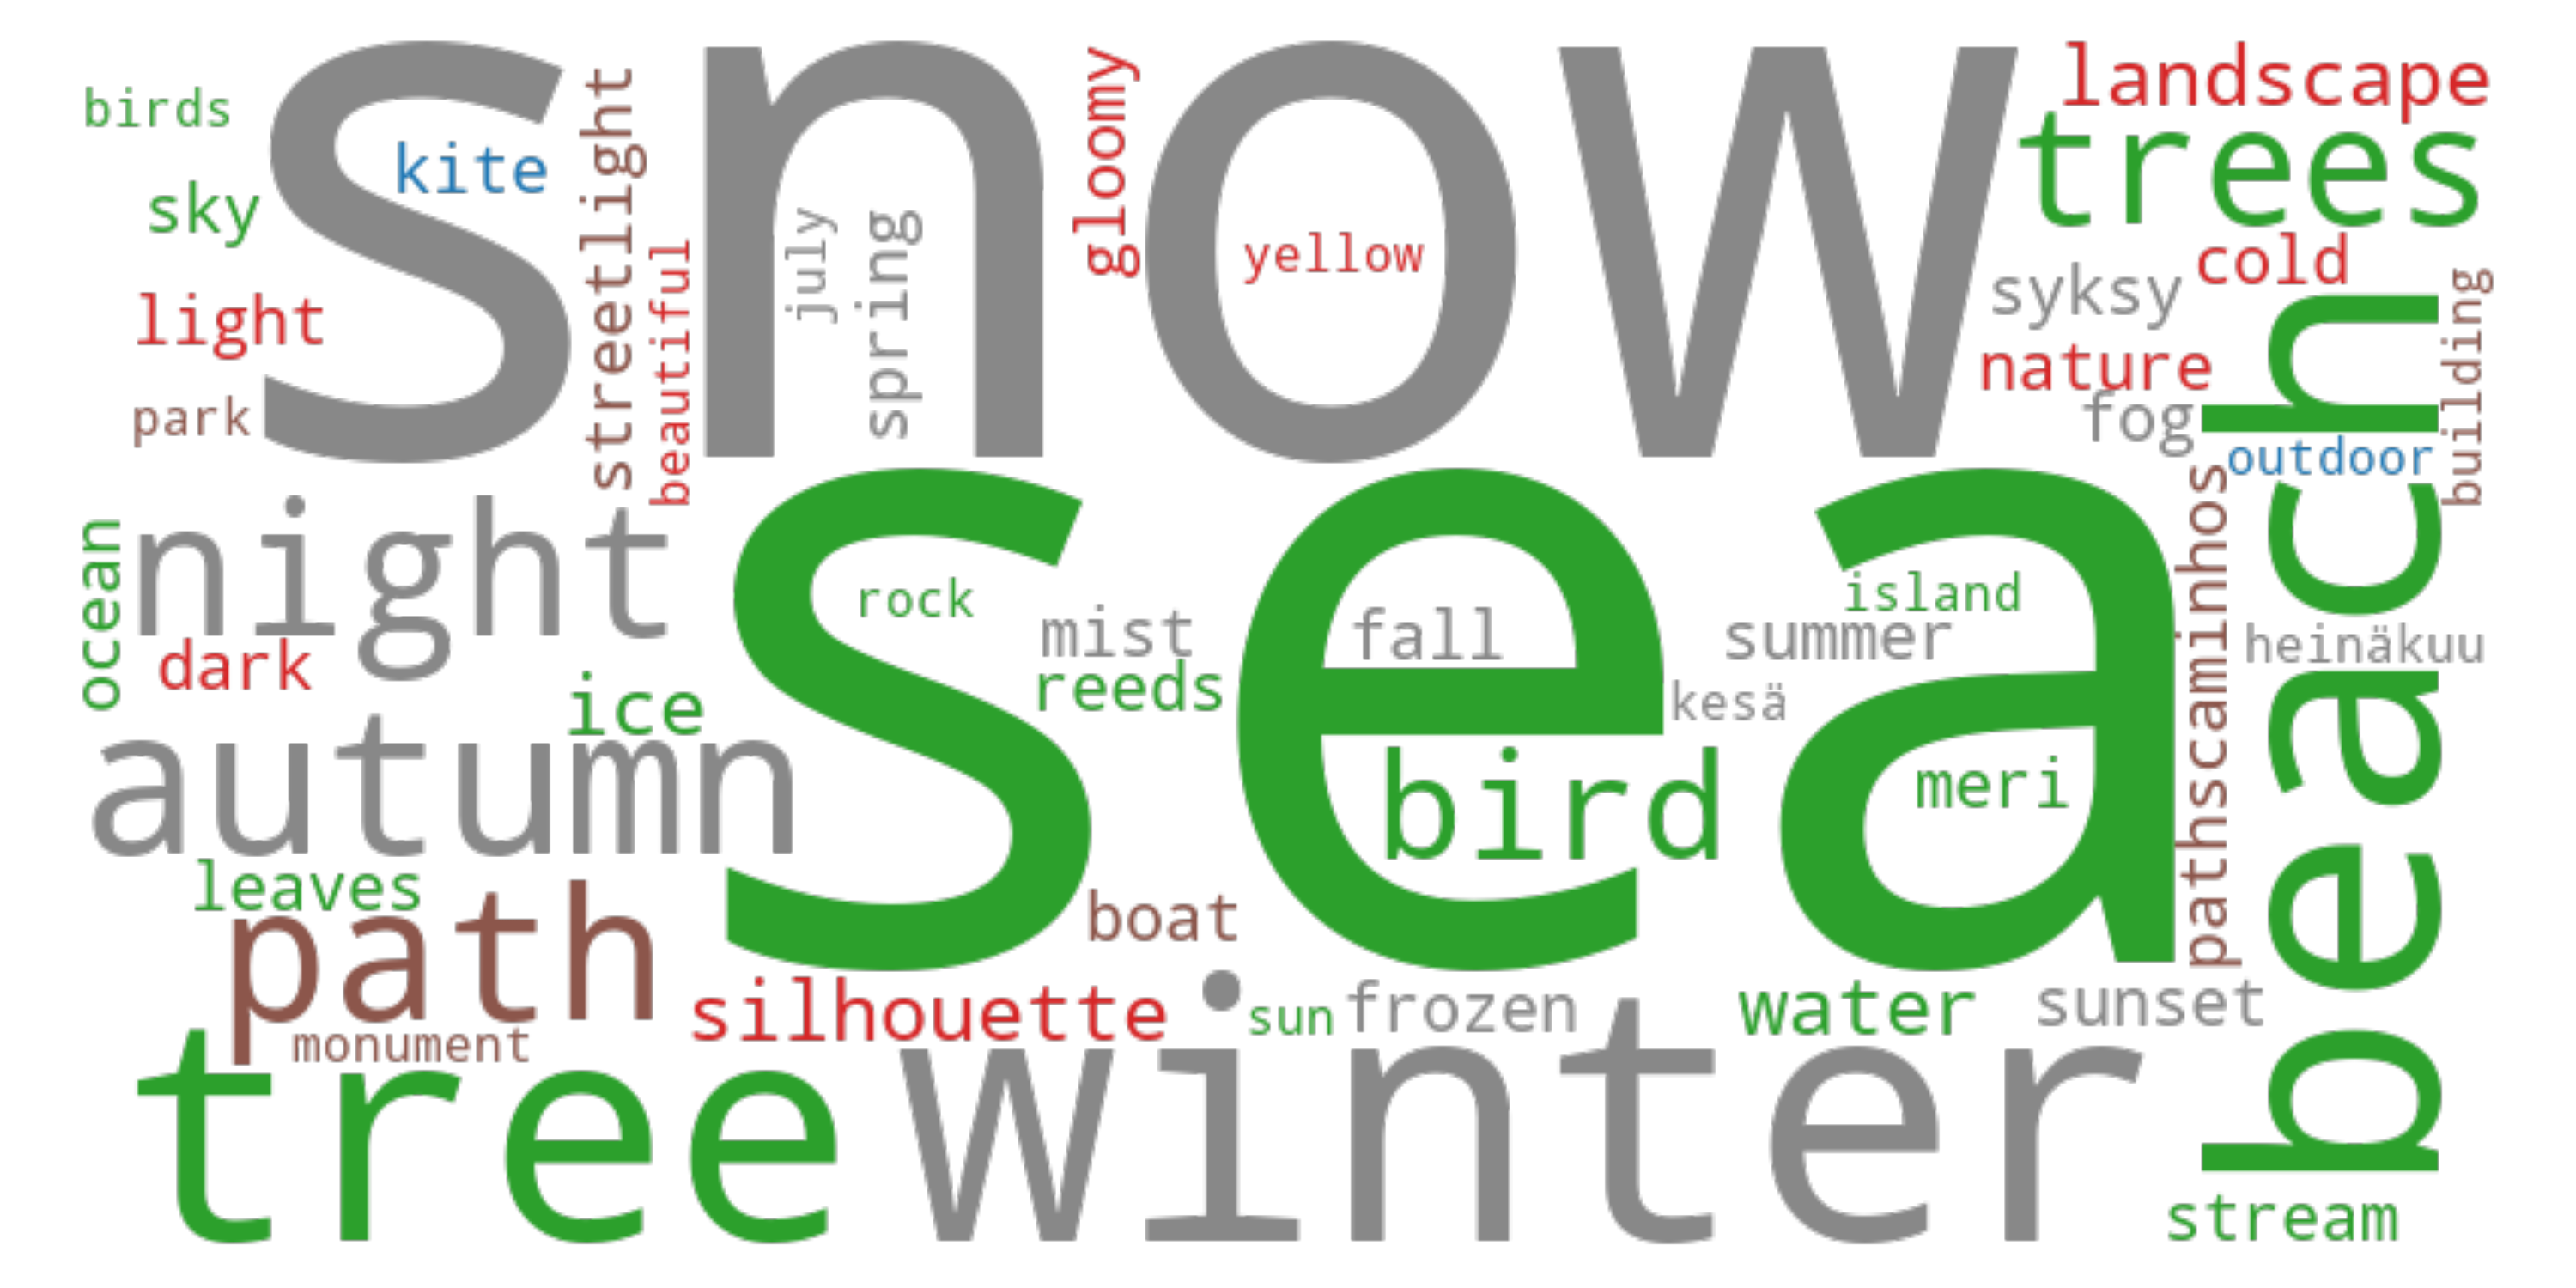 snow
landscape
birds
kite
streetlight
gloomy
trees
sky
july
spring
yellow
beautiful
cold
syksy
building
light
nature
park
fog
outdoor
night
sea
beach
ocean
rock
mist
fall
island
summer
pathscaminhos
heinäkuu
dark
ice
reeds
kesä
autumn
bird
meri
leaves
path
boat
silhouette
sun
frozen
water
sunset
monument
tree
winter
stream